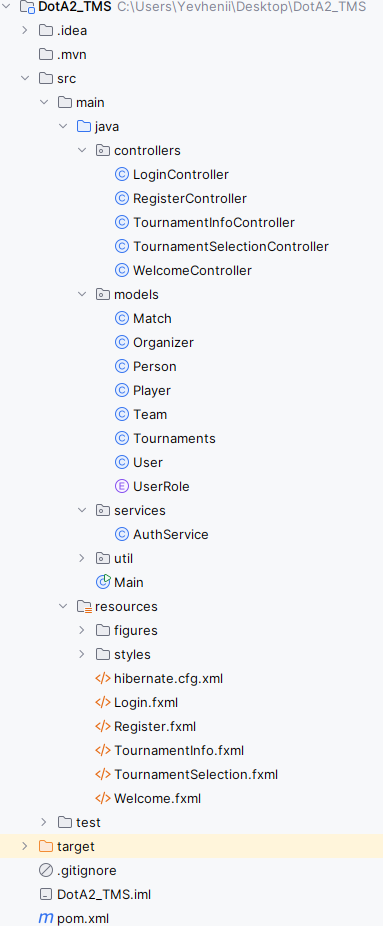 DotA2_TMS C:\Users\Yevhenii\Desktop\DotA2_TMS
.idea
.mvn
src
main
java
controllers
LoginController
RegisterController
TournamentInfoController
TournamentSelectionController
WelcomeController
models
Match
Organizer
Person
Player
Team
Tournaments
User
UserRole
services
AuthService
util
Main
resources
figures
styles
hibernate.cfg.xml
Login.fxml
Register.fxml
TournamentInfo.fxml
TournamentSelection.fxml
Welcome.fxml
test
target
.gitignore
DotA2_TMS.iml
pom.xml